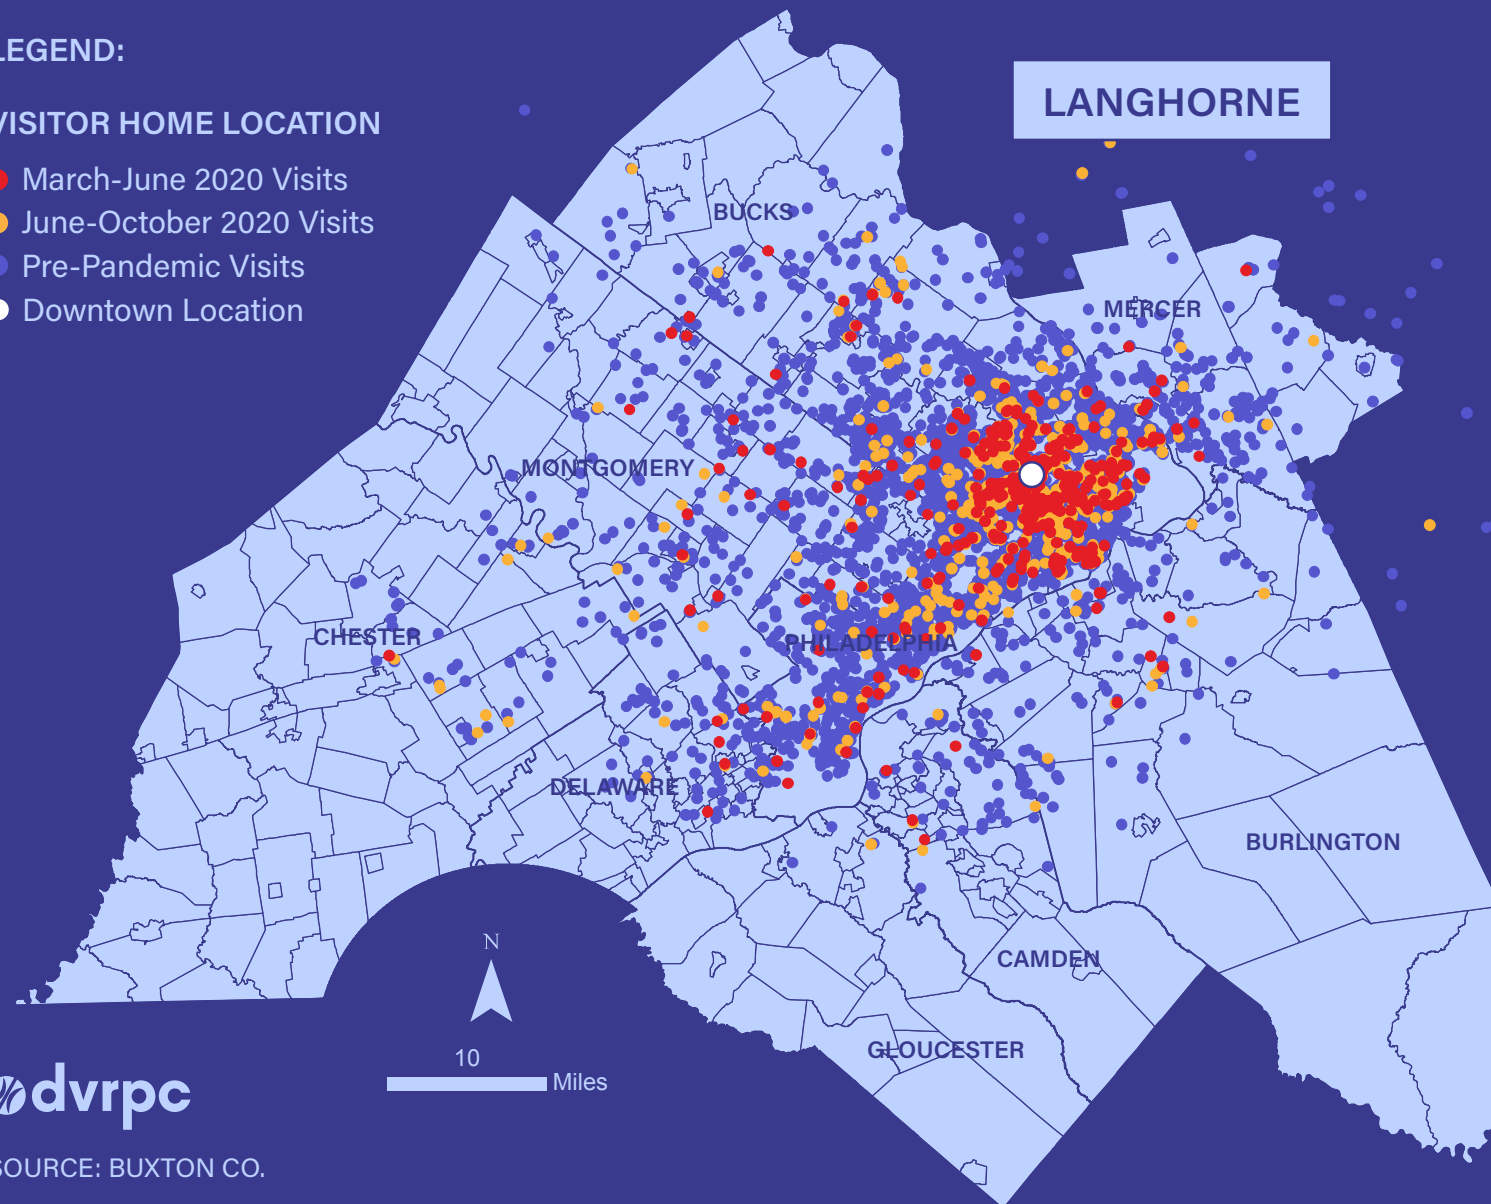 LEGEND:
LANGHORNE
VISITOR HOME LOCATION
March-June 2020 Visits
June-October 2020 Visits
Pre-Pandemic Visits
Downtown Location
BUCKS
MERCER
MONTGOMERY
CHESTER
PHILADELPHIA
DELAWARE
BURLINGTON
CAMDEN
GLOUCESTER
N
10
Miles
dvrpc
SOURCE: BUXTON CO.